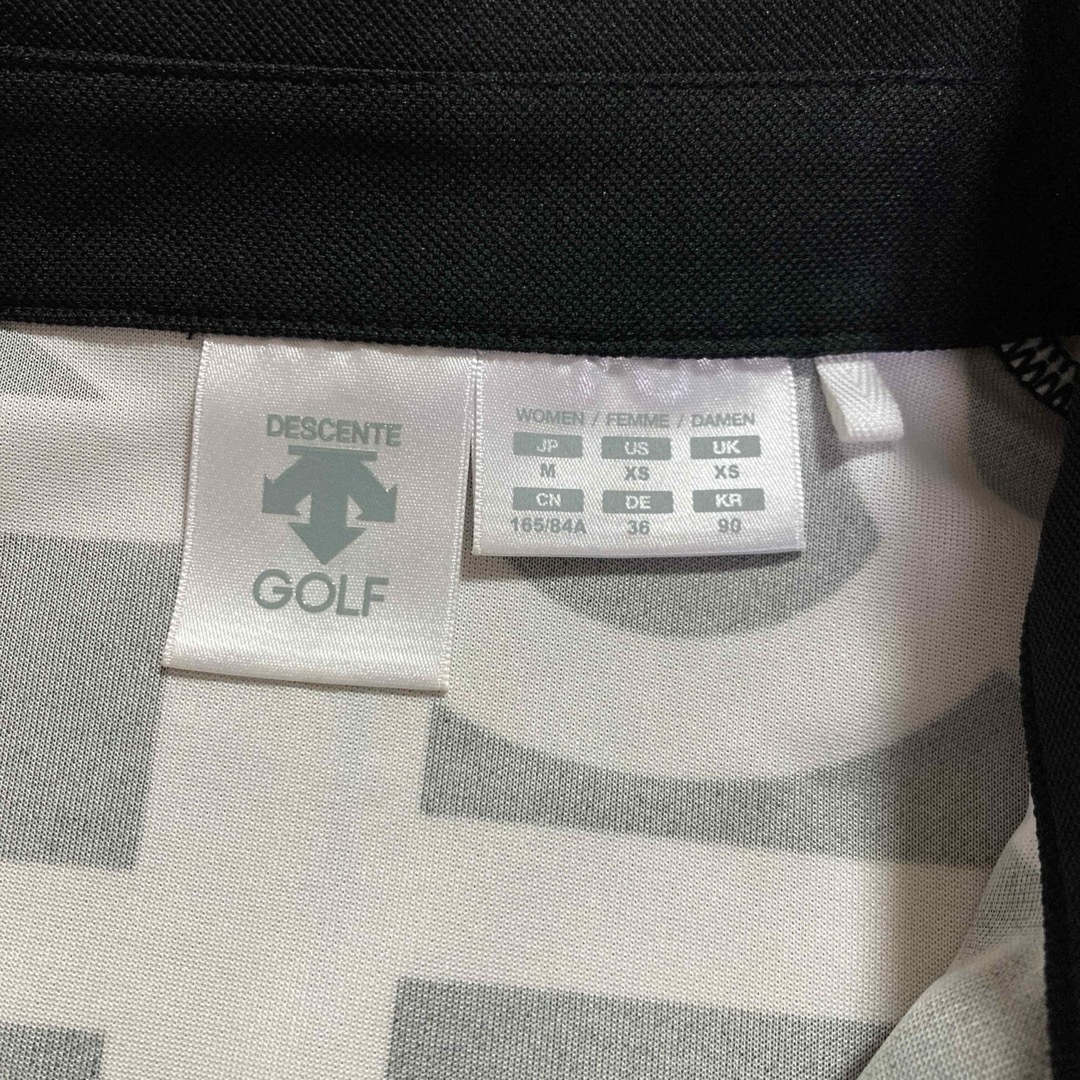 DESCENTE
GOLF
WOMEN / FEMME / DAMEN
JP US UK
M XS XS
CN DE KR
165/84A 36 90